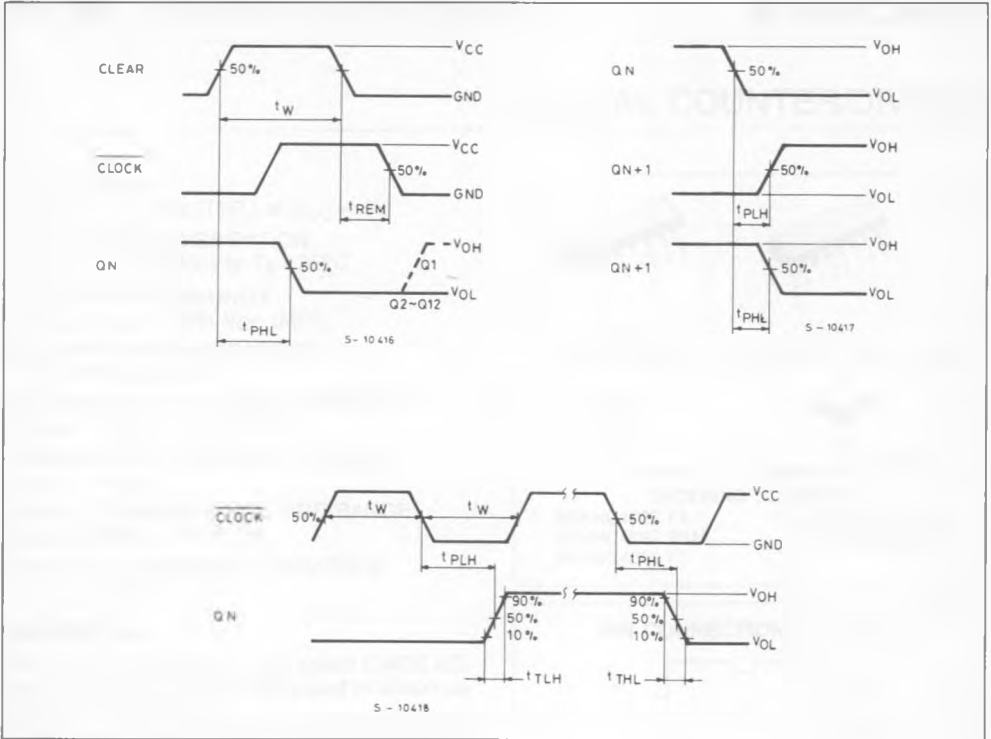 CLEAR
50%
VCC
GND
tW
CLOCK
VCC
50%
GND
tREM
QN
50%
VOH
Q1
VOL
Q2~Q12
tPHL
S-10416
QN
VOH
50%
VOL
QN+1
VOH
50%
VOL
tPLH
QN+1
VOH
50%
VOL
tPHL
S-10417
CLOCK
50%
tW
tW
VCC
50%
GND
tPLH
tPHL
QN
90%
50%
10%
90%
50%
10%
VOH
VOL
tTLH
tTHL
S-10418